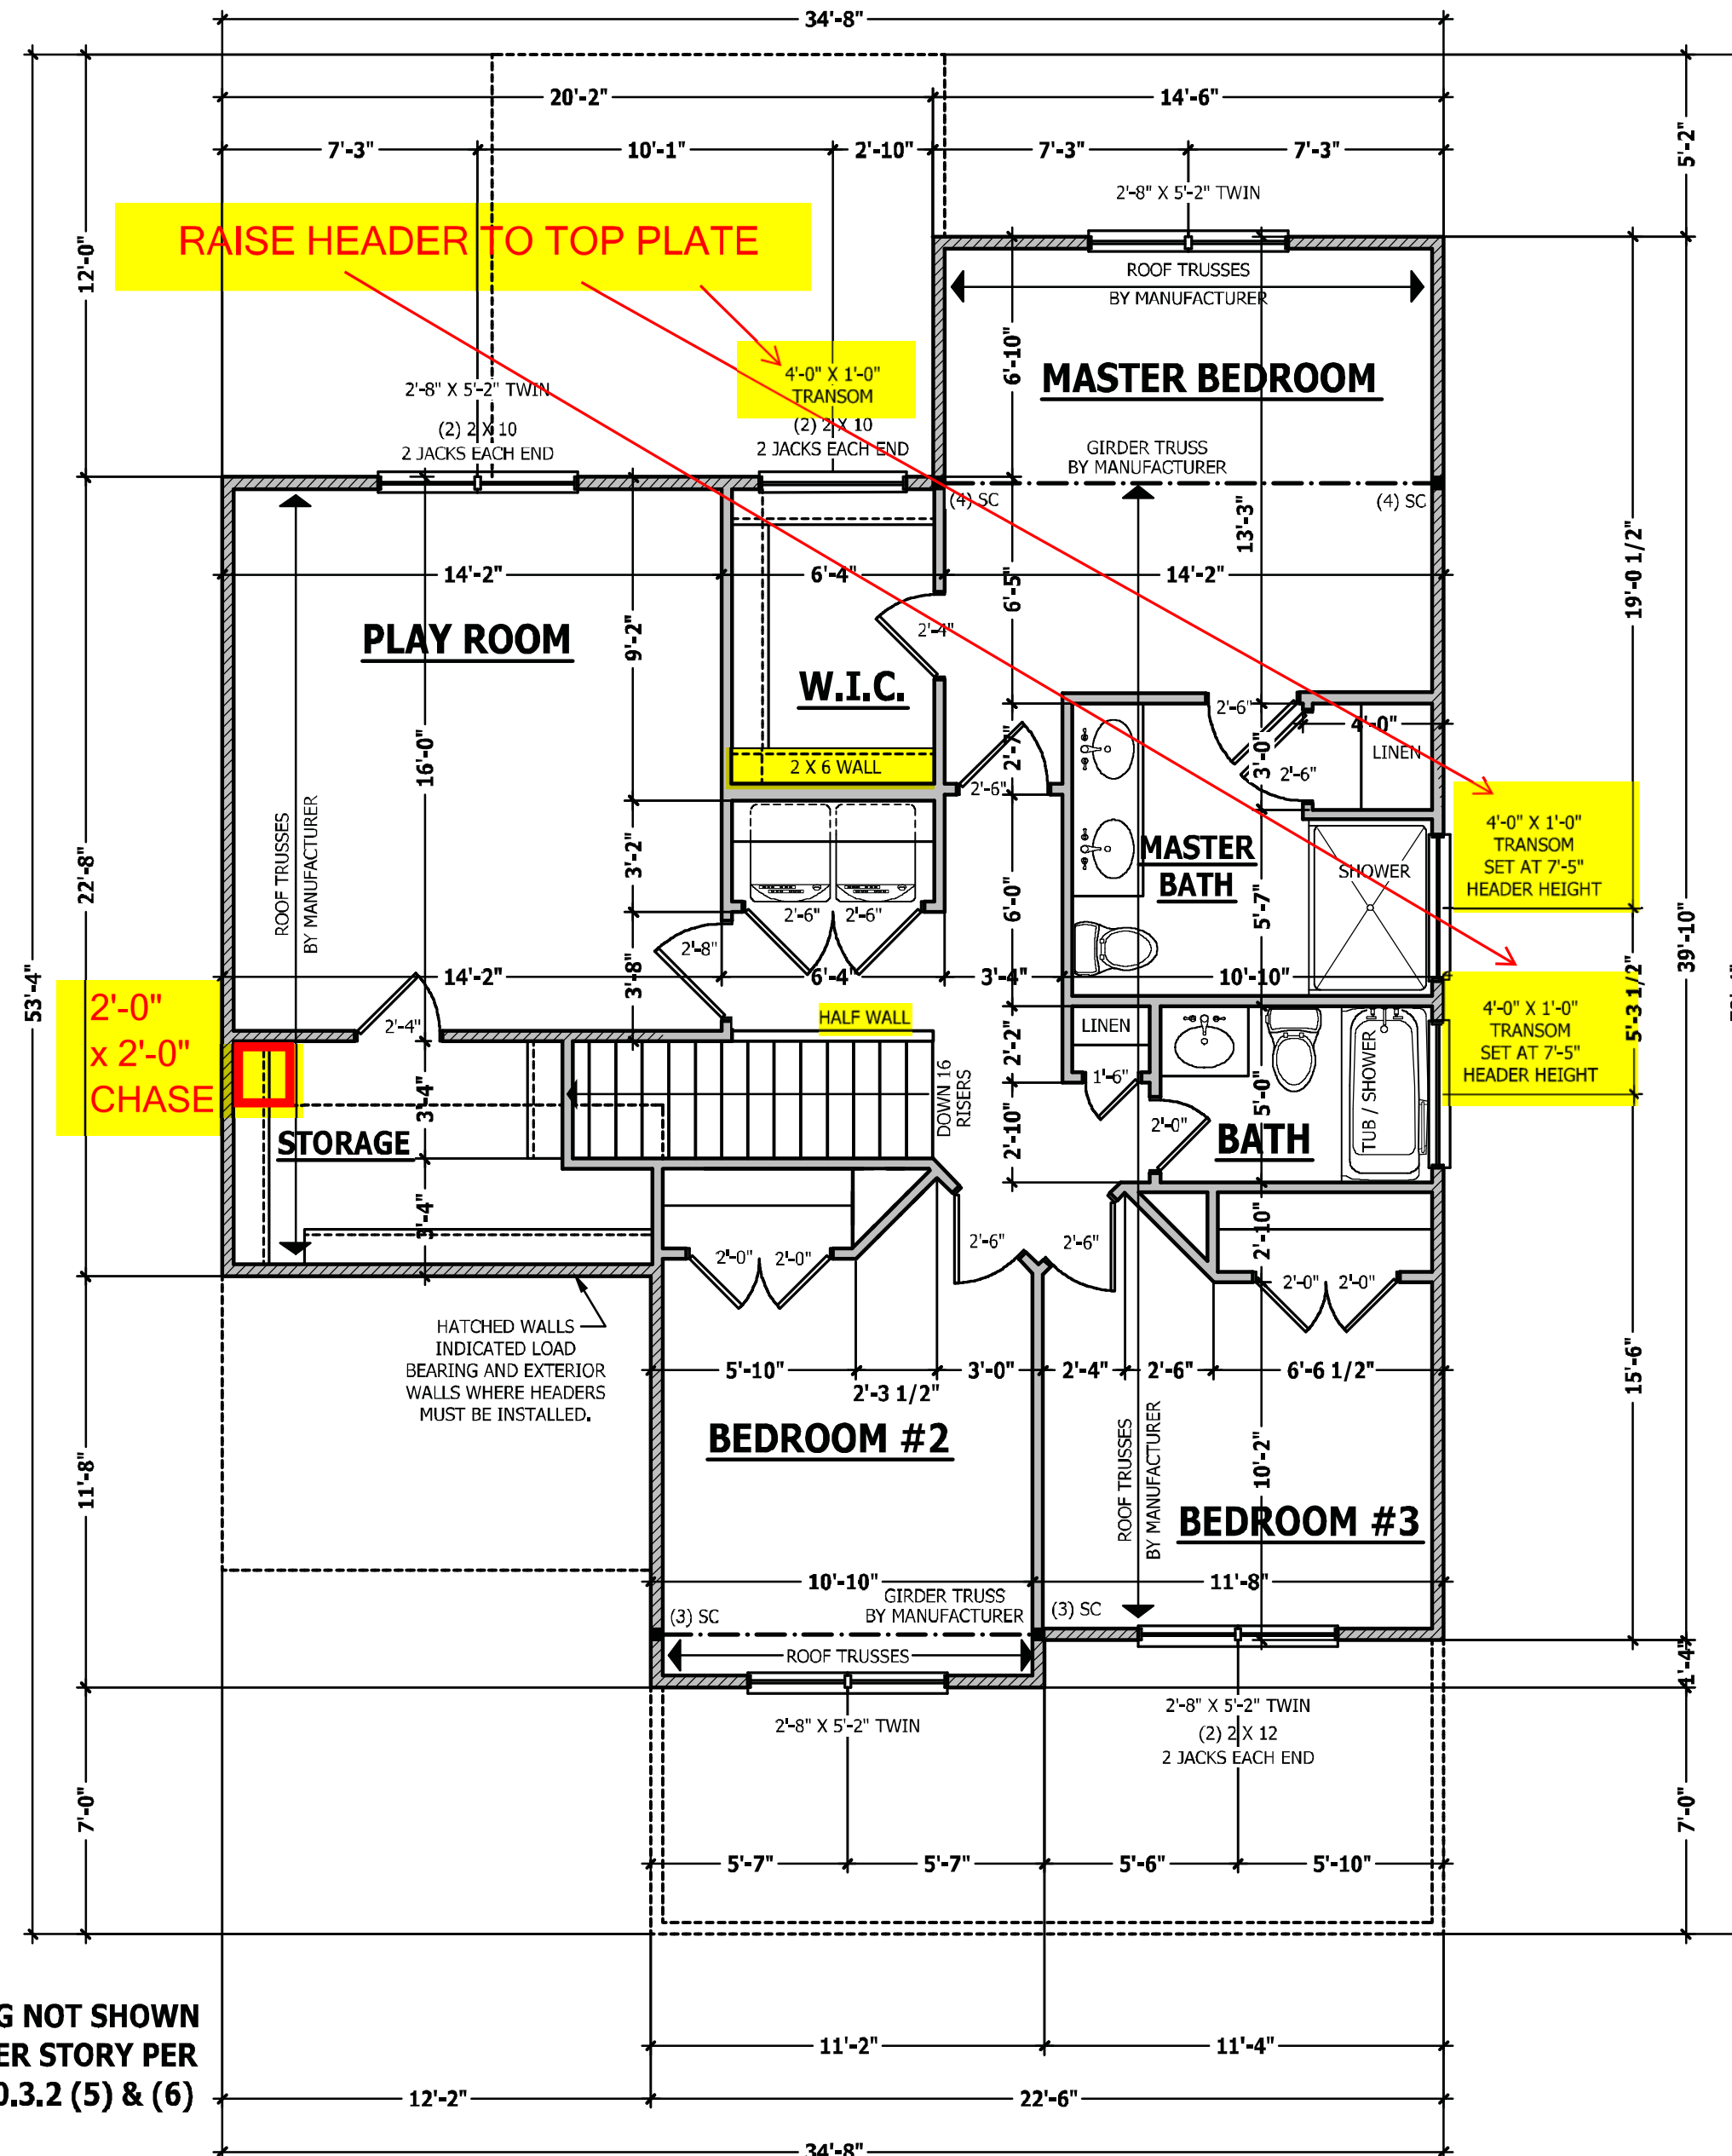 34'-8"
20'-2"
14'-6"
7'-3"
10'-1"
2'-10"
7'-3"
7'-3"
5'-2"
2'-8" X 5'-2" TWIN
RAISE HEADER TO TOP PLATE
12'-0"
ROOF TRUSSES
BY MANUFACTURER
6'-10"
4'-0" X 1'-0"
TRANSOM
(2) 2 X 10
2 JACKS EACH END
2'-8" X 5'-2" TWIN
(2) 2 X 10
2 JACKS EACH END
MASTER BEDROOM
GIRDER TRUSS
BY MANUFACTURER
(4) SC
(4) SC
13'-3"
19'-0 1/2"
14'-2"
6'-4"
6'-5"
14'-2"
PLAY ROOM
9'-2"
2'-4"
W.I.C.
2'-6"
4'-0"
LINEN
16'-0"
2'-7"
3'-0"
2 X 6 WALL
2'-6"
2'-6"
ROOF TRUSSES
BY MANUFACTURER
22'-8"
3'-2"
MASTER
BATH
SHOWER
4'-0" X 1'-0"
TRANSOM
SET AT 7'-5"
HEADER HEIGHT
6'-0"
5'-7"
2'-6"
2'-6"
39'-10"
2'-8"
53'-4"
14'-2"
3'-8"
6'-4"
3'-4"
10'-10"
5'-3 1/2"
2'-0"
x 2'-0"
CHASE
2'-4"
HALF WALL
LINEN
4'-0" X 1'-0"
TRANSOM
SET AT 7'-5"
HEADER HEIGHT
2'-2"
1'-6"
3'-4"
DOWN 16
RISERS
5'-0"
TUB / SHOWER
STORAGE
2'-10"
2'-0"
BATH
3'-4"
2'-10"
2'-0"
2'-0"
2'-6"
2'-6"
2'-0"
2'-0"
HATCHED WALLS
INDICATED LOAD
BEARING AND EXTERIOR
WALLS WHERE HEADERS
MUST BE INSTALLED.
5'-10"
2'-3 1/2"
3'-0"
2'-4"
2'-6"
6'-6 1/2"
15'-6"
BEDROOM #2
ROOF TRUSSES
BY MANUFACTURER
10'-2"
11'-8"
BEDROOM #3
10'-10"
11'-8"
GIRDER TRUSS
BY MANUFACTURER
(3) SC
(3) SC
ROOF TRUSSES
1'-4"
2'-8" X 5'-2" TWIN
2'-8" X 5'-2" TWIN
(2) 2 X 12
2 JACKS EACH END
7'-0"
7'-0"
5'-7"
5'-7"
5'-6"
5'-10"
G NOT SHOWN
ER STORY PER
0.3.2 (5) & (6)
11'-2"
11'-4"
12'-2"
22'-6"
34'-8"